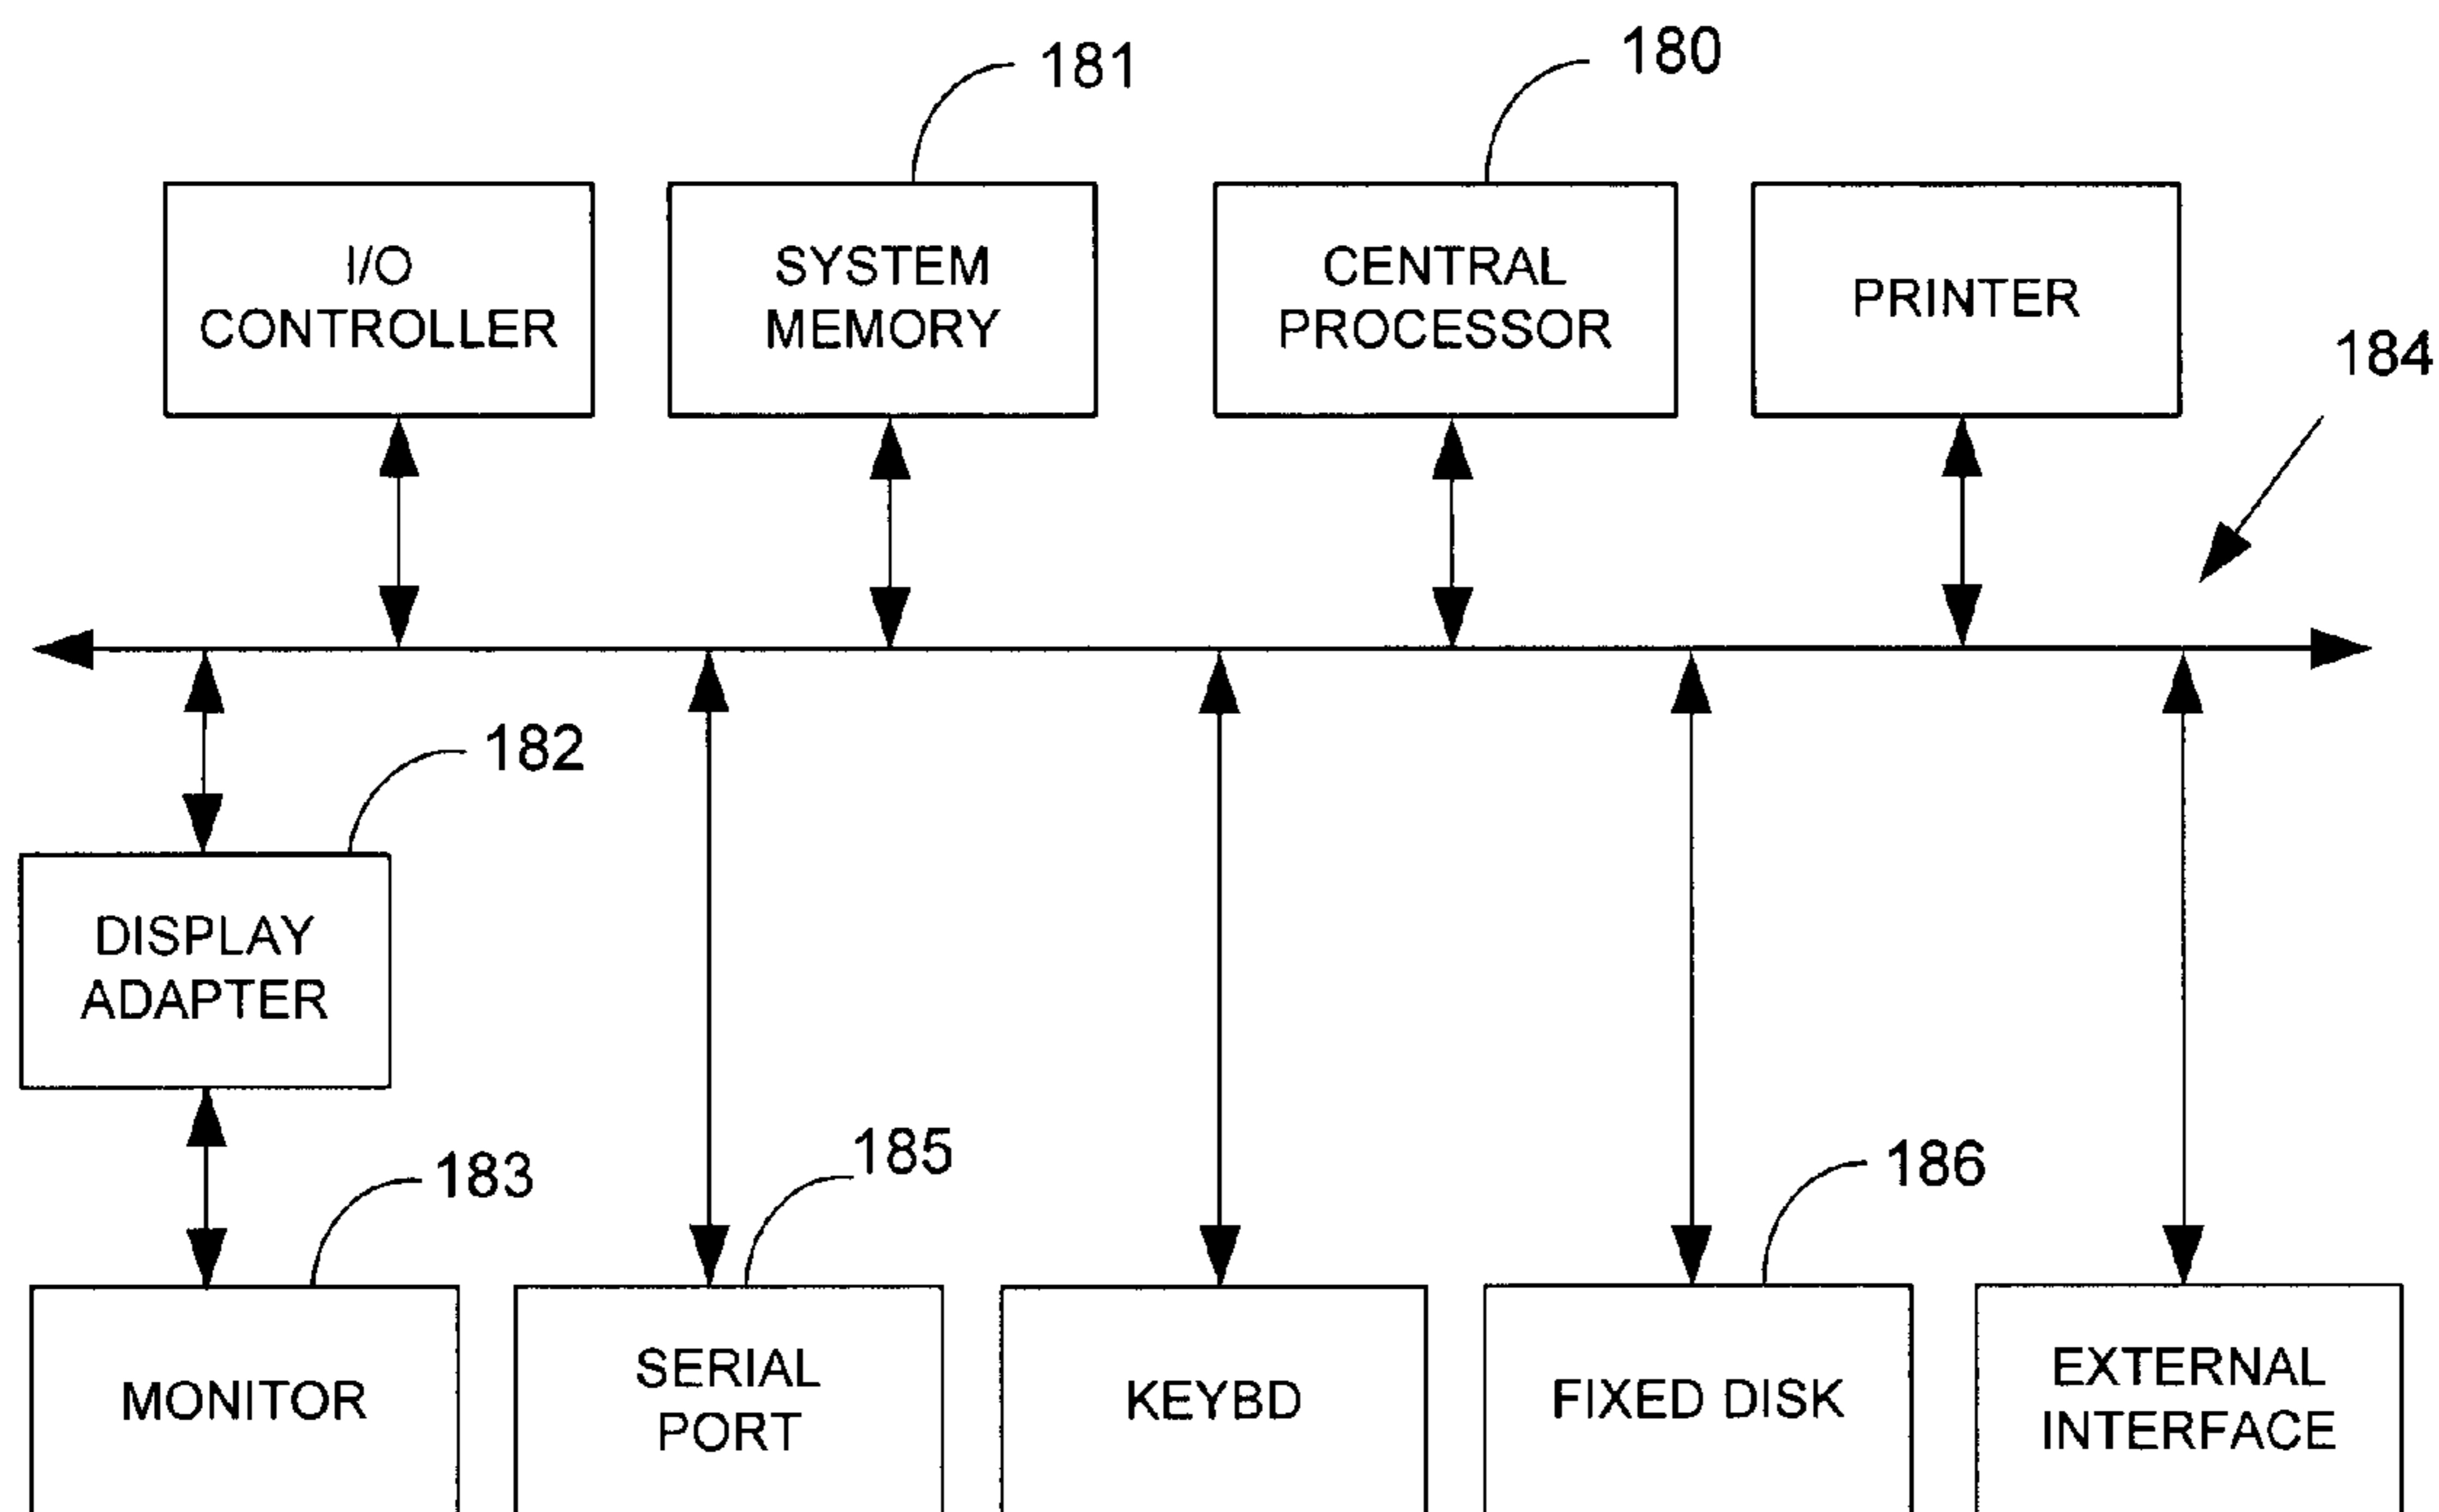 181
180
I/O
CONTROLLER
SYSTEM
MEMORY
CENTRAL
PROCESSOR
PRINTER
184
182
DISPLAY
ADAPTER
183
185
186
MONITOR
SERIAL
PORT
KEYBD
FIXED DISK
EXTERNAL
INTERFACE